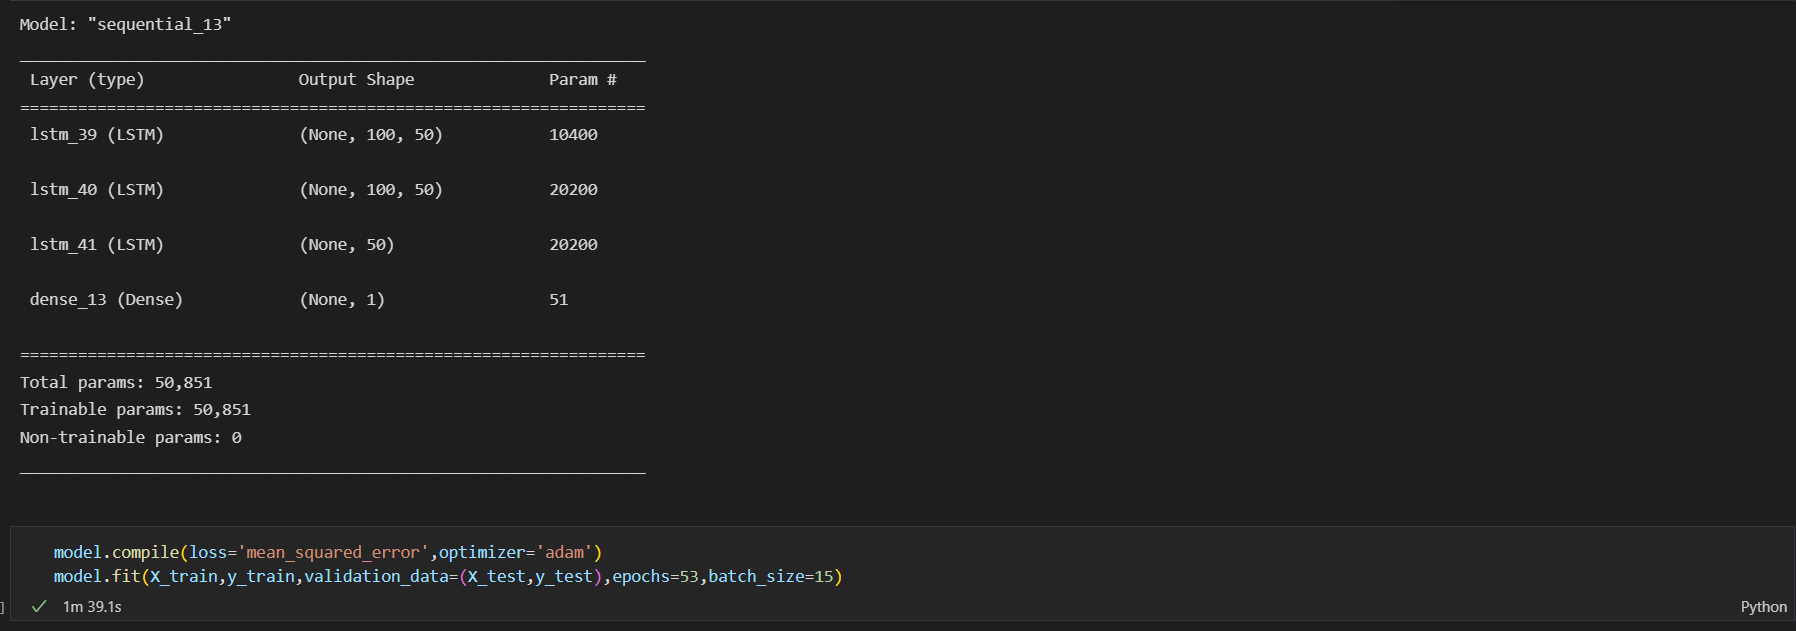 Model: "sequential_13"
_________________________________________________________________
Layer (type) Output Shape Param #
=================================================================
lstm_39 (LSTM) (None, 100, 50) 10400
lstm_40 (LSTM) (None, 100, 50) 20200
lstm_41 (LSTM) (None, 50) 20200
dense_13 (Dense) (None, 1) 51
=================================================================
Total params: 50,851
Trainable params: 50,851
Non-trainable params: 0
_________________________________________________________________
model.compile(loss='mean_squared_error',optimizer='adam')
model.fit(X_train,y_train,validation_data=(X_test,y_test),epochs=53,batch_size=15)
] ✓ 1m 39.1s Python